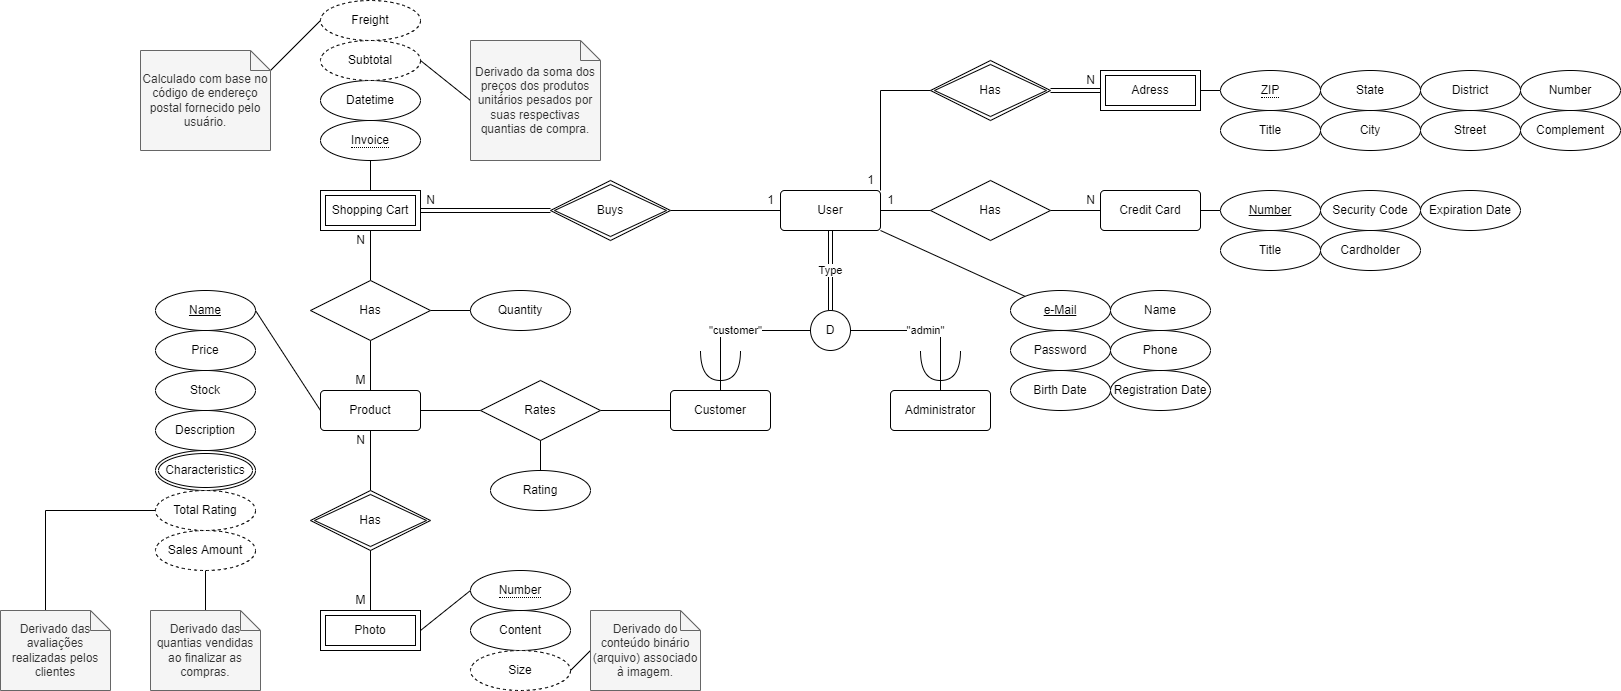 Freight
Subtotal
Datetime
Invoice
Calculado com base no
código de endereço
postal fornecido pelo
usuário.
Derivado da soma dos
preços dos produtos
unitários pesados por
suas respectivas
quantias de compra.
Shopping Cart
N
Buys
1
User
1
Has
N
Adress
ZIP
State
District
Number
Title
City
Street
Complement
1
Has
N
Credit Card
Number
Security Code
Expiration Date
Title
Cardholder
Type
D
"customer"
"admin"
Customer
Administrator
e-Mail
Name
Password
Phone
Birth Date
Registration Date
N
Has
Quantity
M
Product
Name
Price
Stock
Description
Characteristics
Total Rating
Sales Amount
Rates
Rating
N
Has
M
Photo
Number
Content
Size
Derivado das
avaliações
realizadas pelos
clientes
Derivado das
quantias vendidas
ao finalizar as
compras.
Derivado do
conteúdo binário
(arquivo) associado
à imagem.